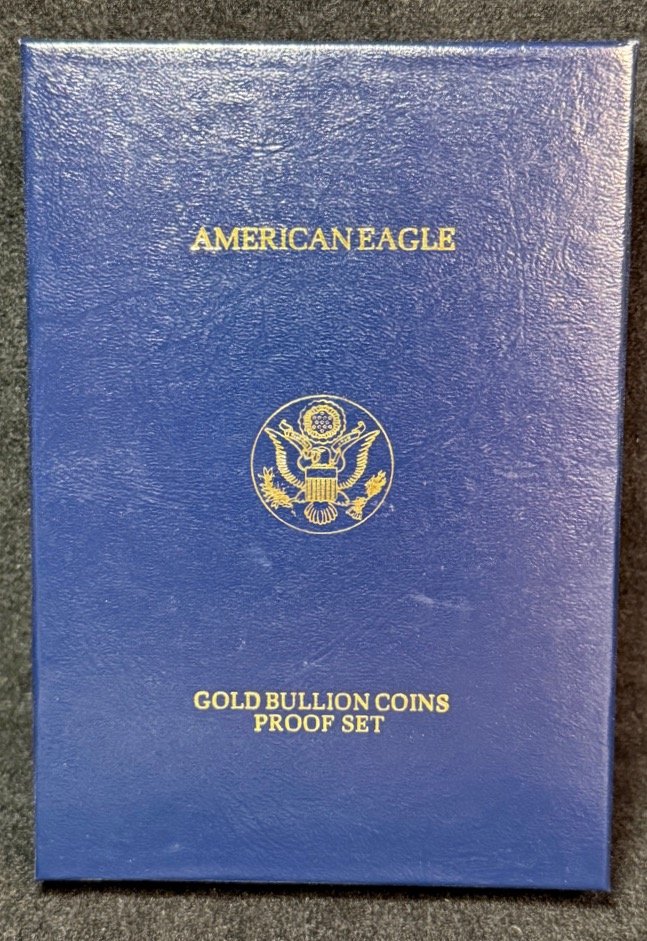 AMERICAN EAGLE
GOLD BULLION COINS
PROOF SET